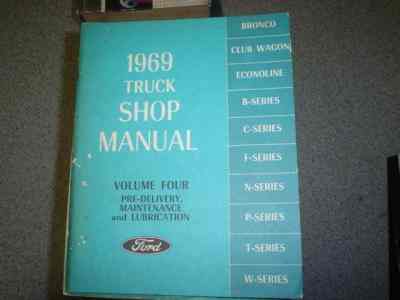 1969
TRUCK
SHOP
MANUAL
VOLUME FOUR
PRE-DELIVERY,
MAINTENANCE
and LUBRICATION
Ford
BRONCO
CLUB WAGON
ECONOLINE
B-SERIES
C-SERIES
F-SERIES
N-SERIES
P-SERIES
T-SERIES
W-SERIES